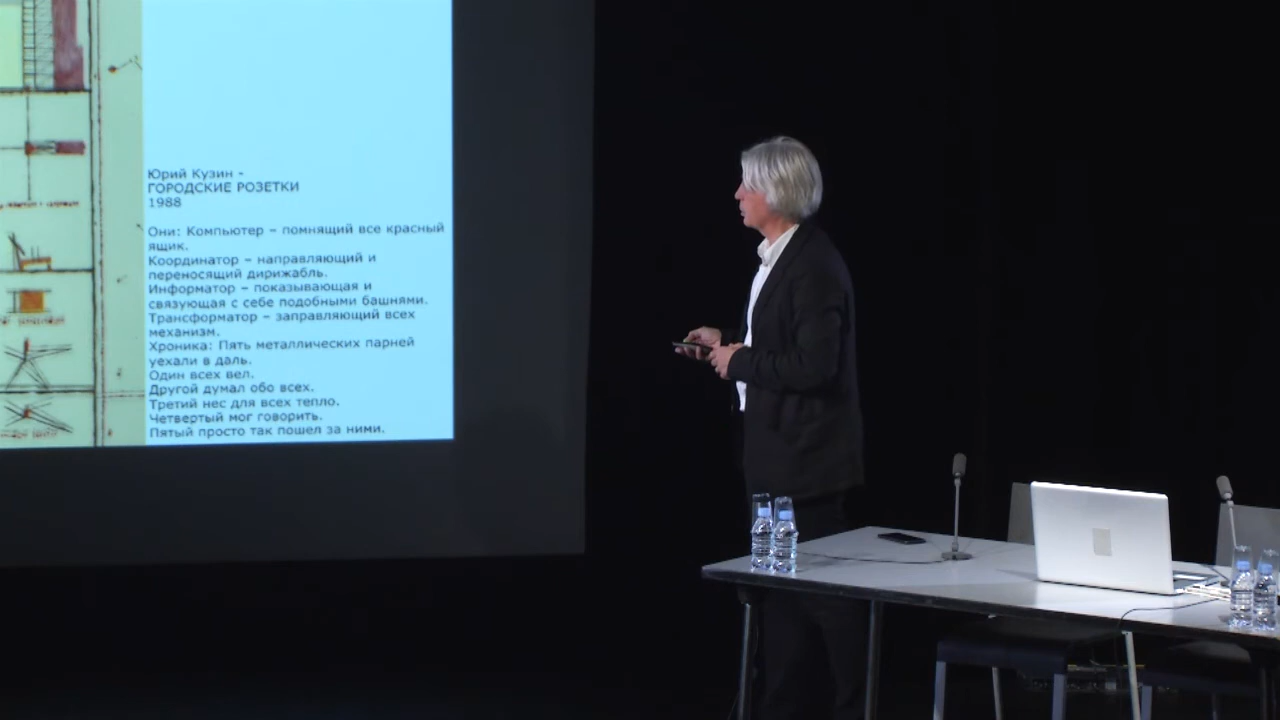 Юрий Кузин -
ГОРОДСКИЕ РОЗЕТКИ
1988
Они: Компьютер – помнящий все красный
ящик.
Координатор – направляющий и
переносящий дирижабль.
Информатор – показывающая и
связующая с себе подобными башнями.
Трансформатор – заправляющий всех
механизм.
Хроника: Пять металлических парней
уехали в даль.
Один всех вел.
Другой думал обо всех.
Третий нес для всех тепло.
Четвертый мог говорить.
Пятый просто так пошел за ними.